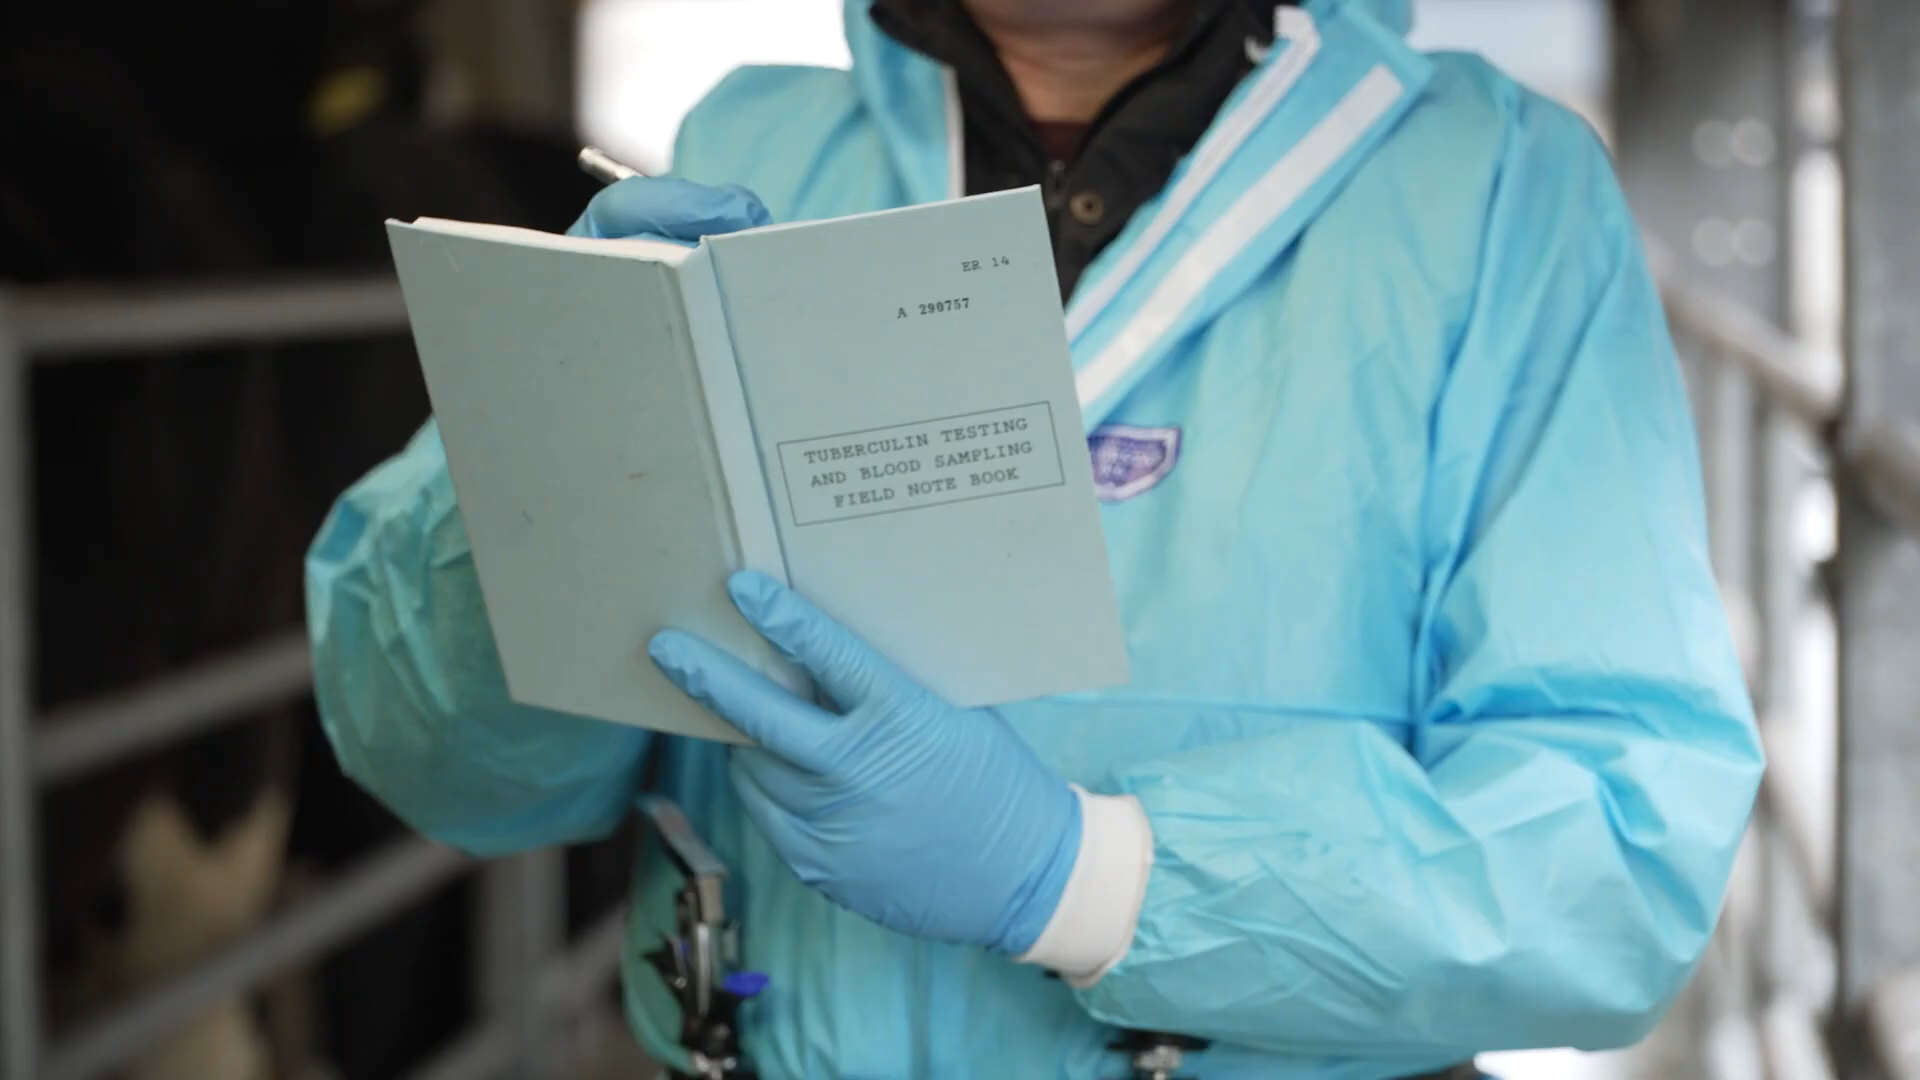 ER 14
A 290757
TUBERCULIN TESTING
AND BLOOD SAMPLING
FIELD NOTE BOOK